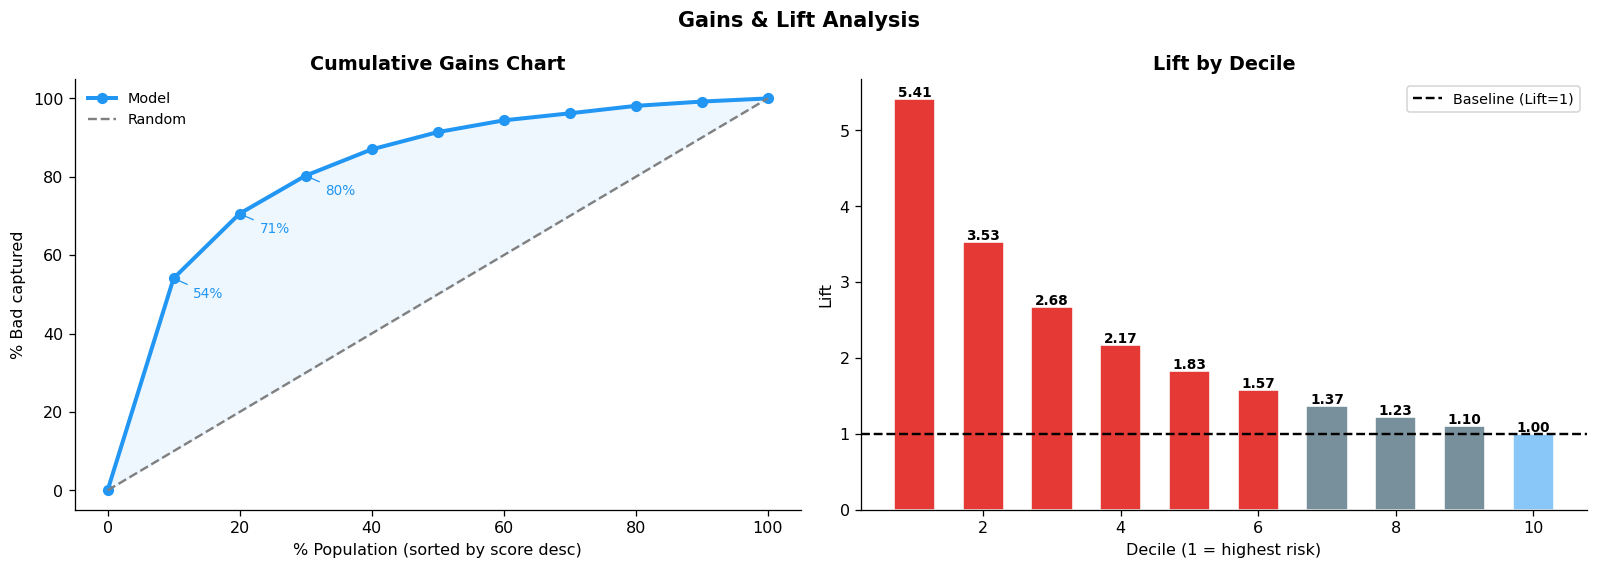 Gains & Lift Analysis
Cumulative Gains Chart
Model
Random
100
80
60
40
20
0
54%
71%
80%
0 20 40 60 80 100
% Bad captured
% Population (sorted by score desc)
Lift by Decile
Baseline (Lift=1)
5.41
3.53
2.68
2.17
1.83
1.57
1.37
1.23
1.10
1.00
5
4
3
2
1
0
2 4 6 8 10
Lift
Decile (1 = highest risk)